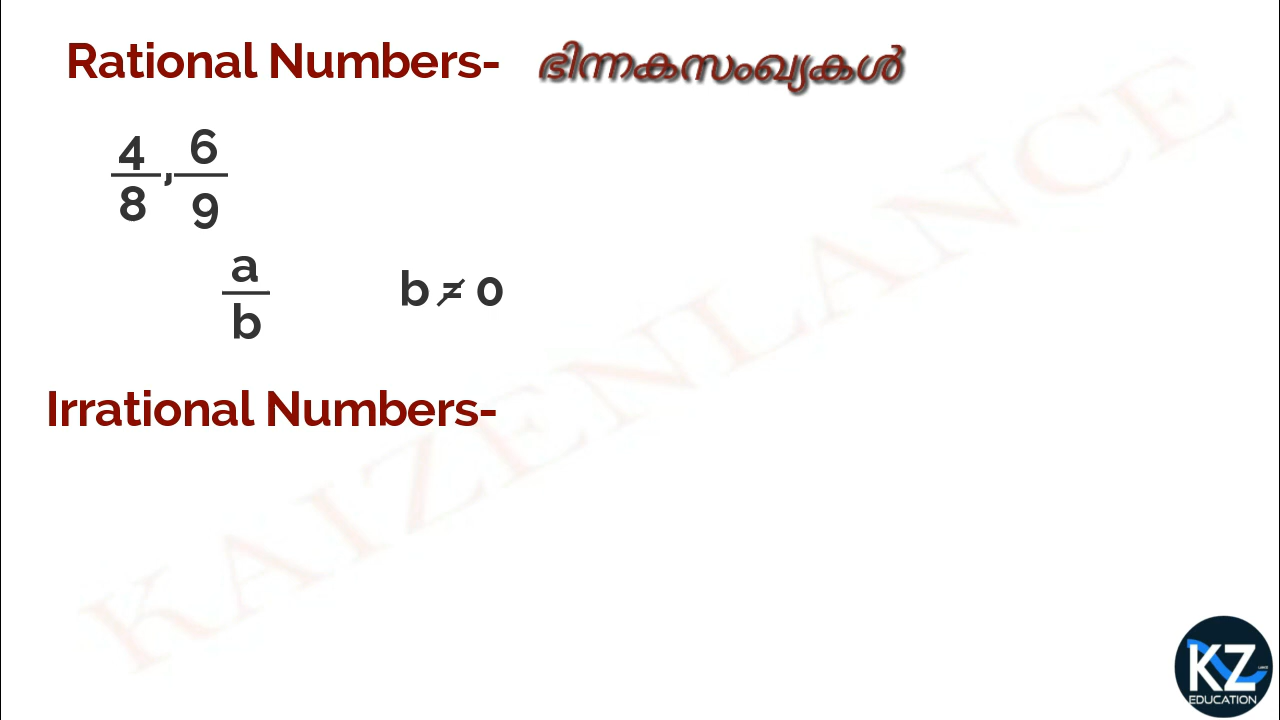 Rational Numbers- ഭിന്നകസംഖ്യകൾ
4/8, 6/9
a/b b ≠ 0
Irrational Numbers-
KAIZENLANCE
KZ
EDUCATION